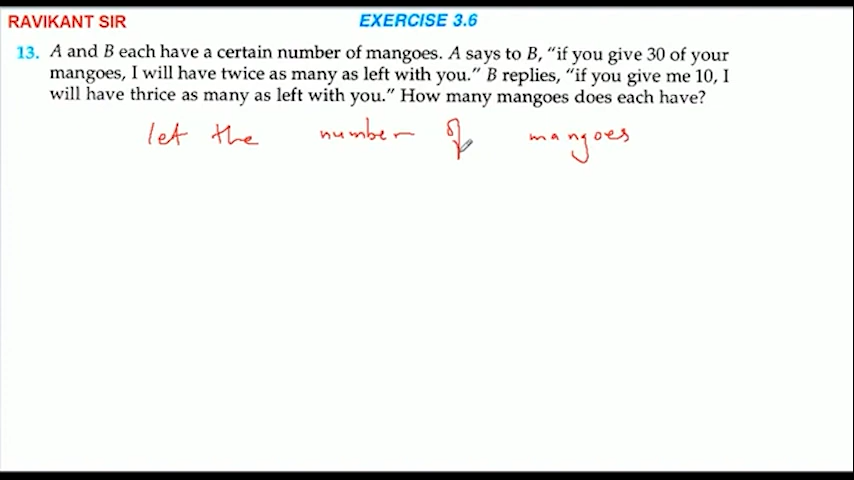 RAVIKANT SIR
EXERCISE 3.6
13. A and B each have a certain number of mangoes. A says to B, “if you give 30 of your
mangoes, I will have twice as many as left with you.” B replies, “if you give me 10, I
will have thrice as many as left with you.” How many mangoes does each have?
let the number of mangoes